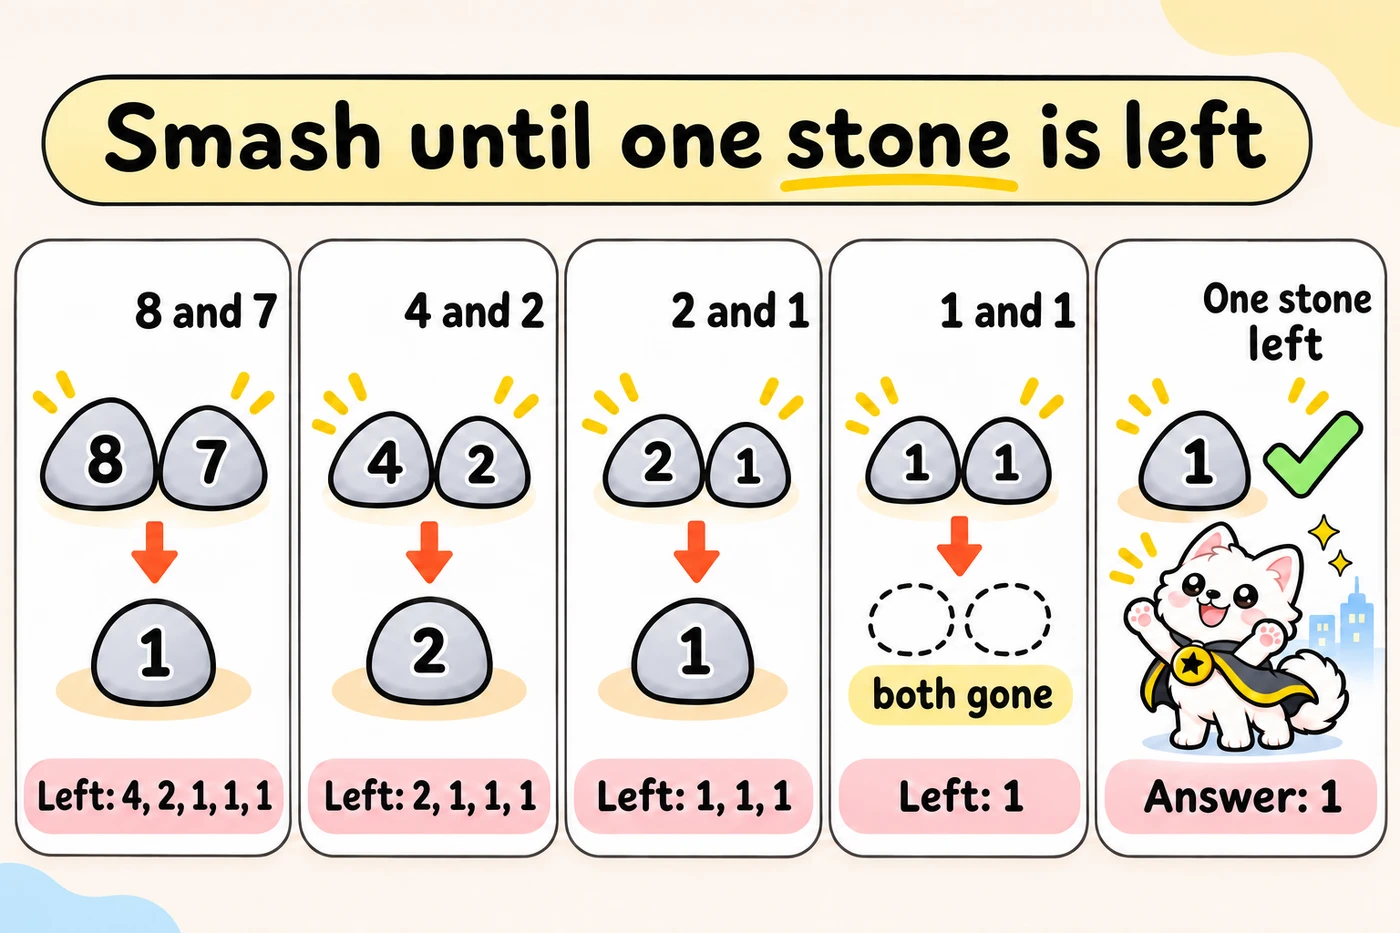 Smash until one stone is left
8 and 7
8 7
1
Left: 4, 2, 1, 1, 1
4 and 2
4 2
2
Left: 2, 1, 1, 1
2 and 1
2 1
1
Left: 1, 1, 1
1 and 1
1 1
both gone
Left: 1
One stone
left
1
Answer: 1